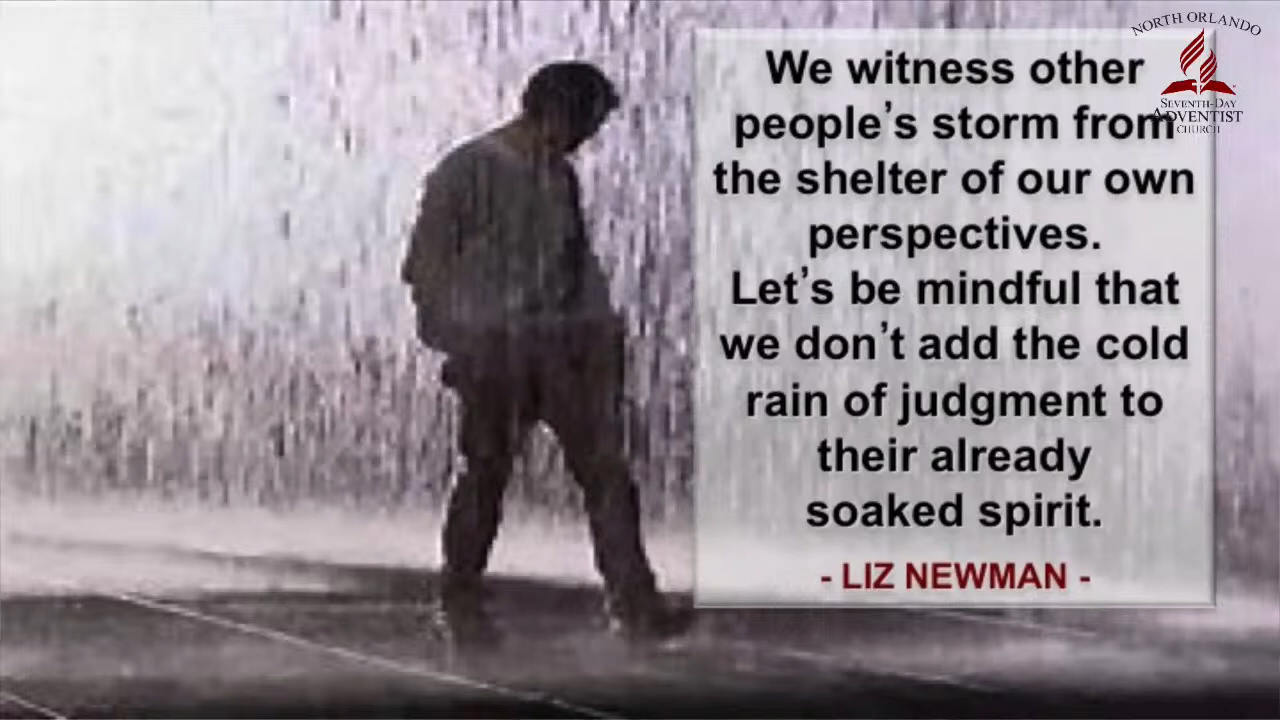 NORTH ORLANDO
SEVENTH-DAY
ADVENTIST
CHURCH
We witness other
people's storm from
the shelter of our own
perspectives.
Let's be mindful that
we don't add the cold
rain of judgment to
their already
soaked spirit.
- LIZ NEWMAN -